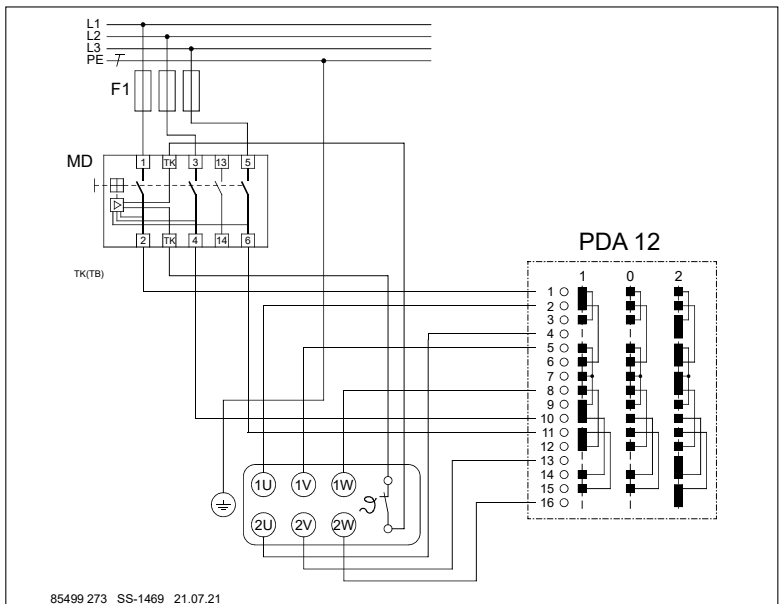 L1
L2
L3
PE
F1
MD
1 TK 3 13 5
2 TK 4 14 6
TK(TB)
PDA 12
1 0 2
1
2
3
4
5
6
7
8
9
10
11
12
13
14
15
16
1U 1V 1W
2U 2V 2W
85499 273 SS-1469 21.07.21